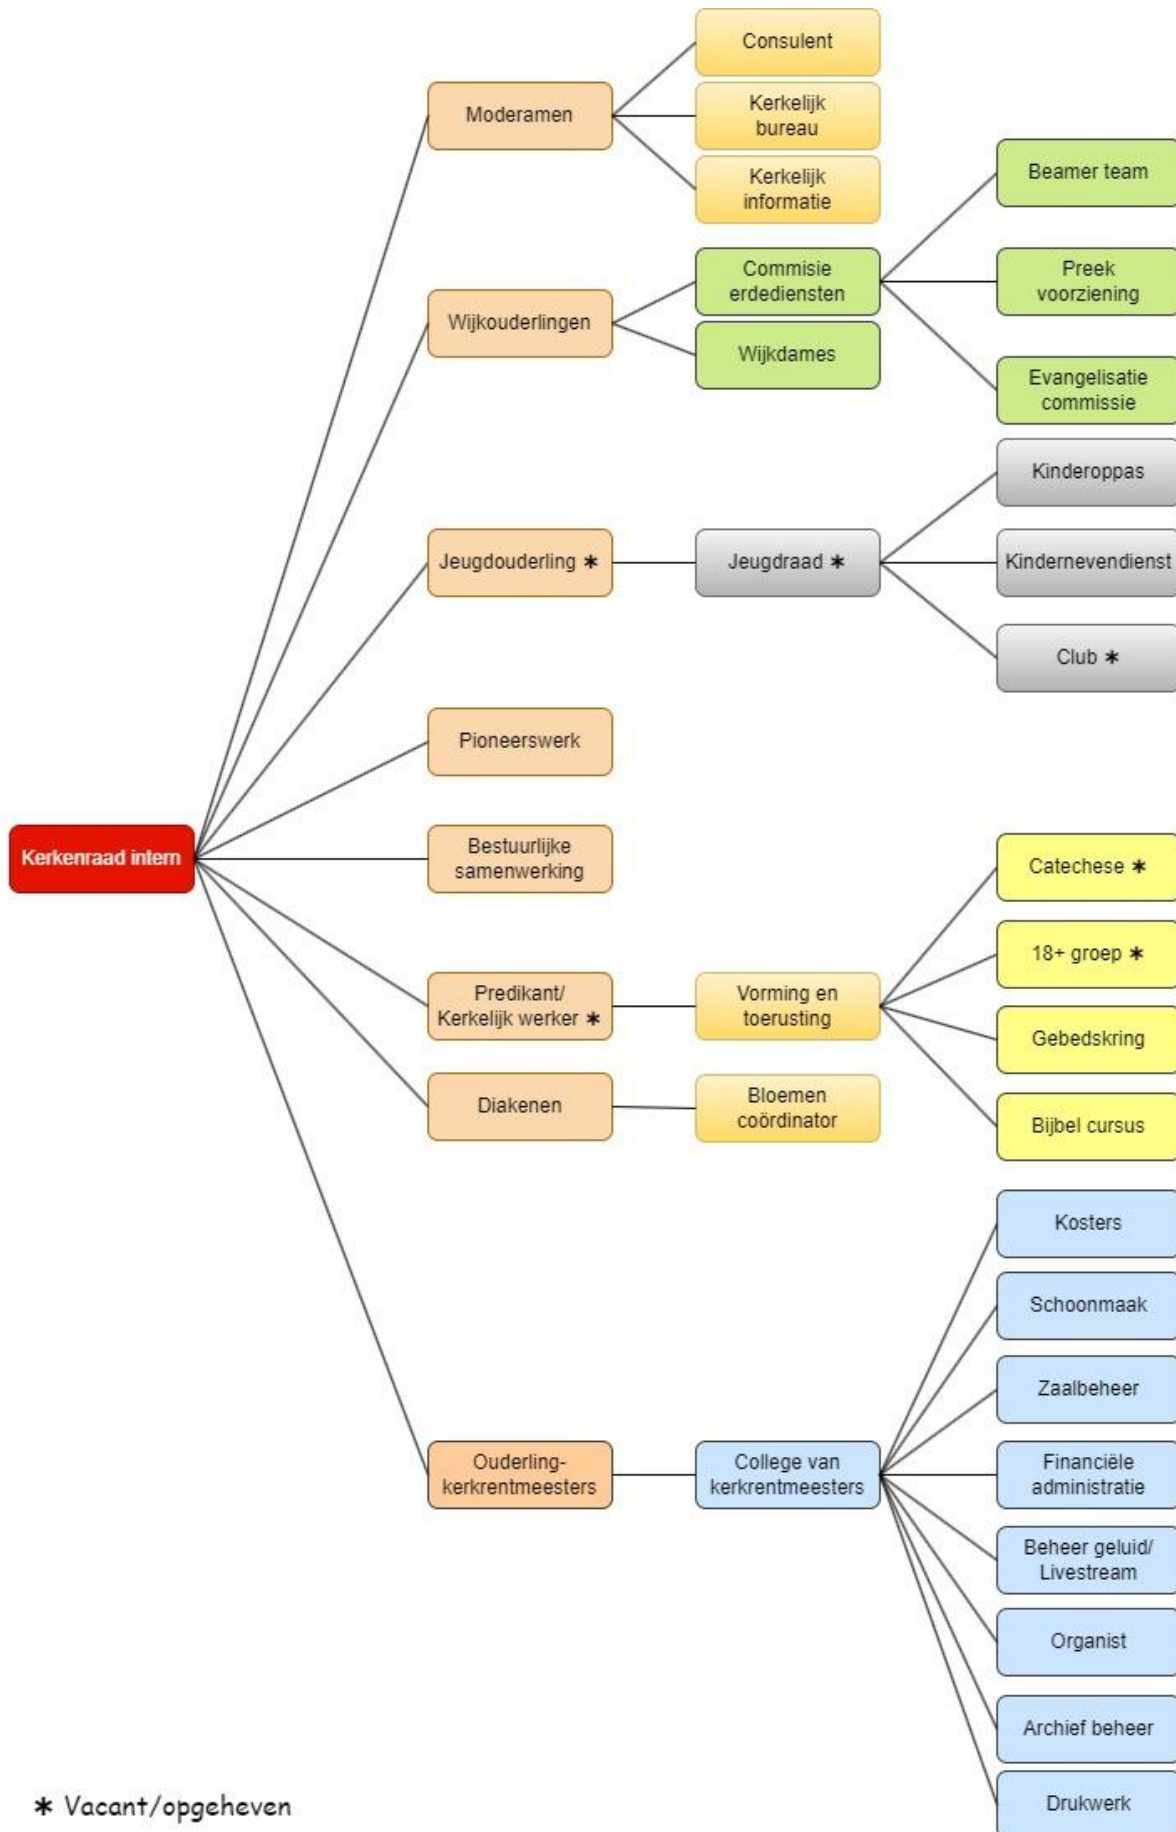 Consulent
Moderamen
Kerkelijk
bureau
Kerkelijk
informatie
Beamer team
Wijkouderlingen
Commisie
erdediensten
Wijkdames
Preek
voorziening
Evangelisatie
commissie
Jeugdouderling *
Jeugdraad *
Kinderoppas
Kindernevendienst
Club *
Pioneerswerk
Kerkenraad intern
Bestuurlijke
samenwerking
Predikant/
Kerkelijk werker *
Vorming en
toerusting
Catechese *
18+ groep *
Gebedskring
Bijbel cursus
Diakenen
Bloemen
coördinator
Ouderling-
kerkrentmeesters
College van
kerkrentmeesters
Kosters
Schoonmaak
Zaalbeheer
Financiële
administratie
Beheer geluid/
Livestream
Organist
Archief beheer
Drukwerk
* Vacant/opgeheven